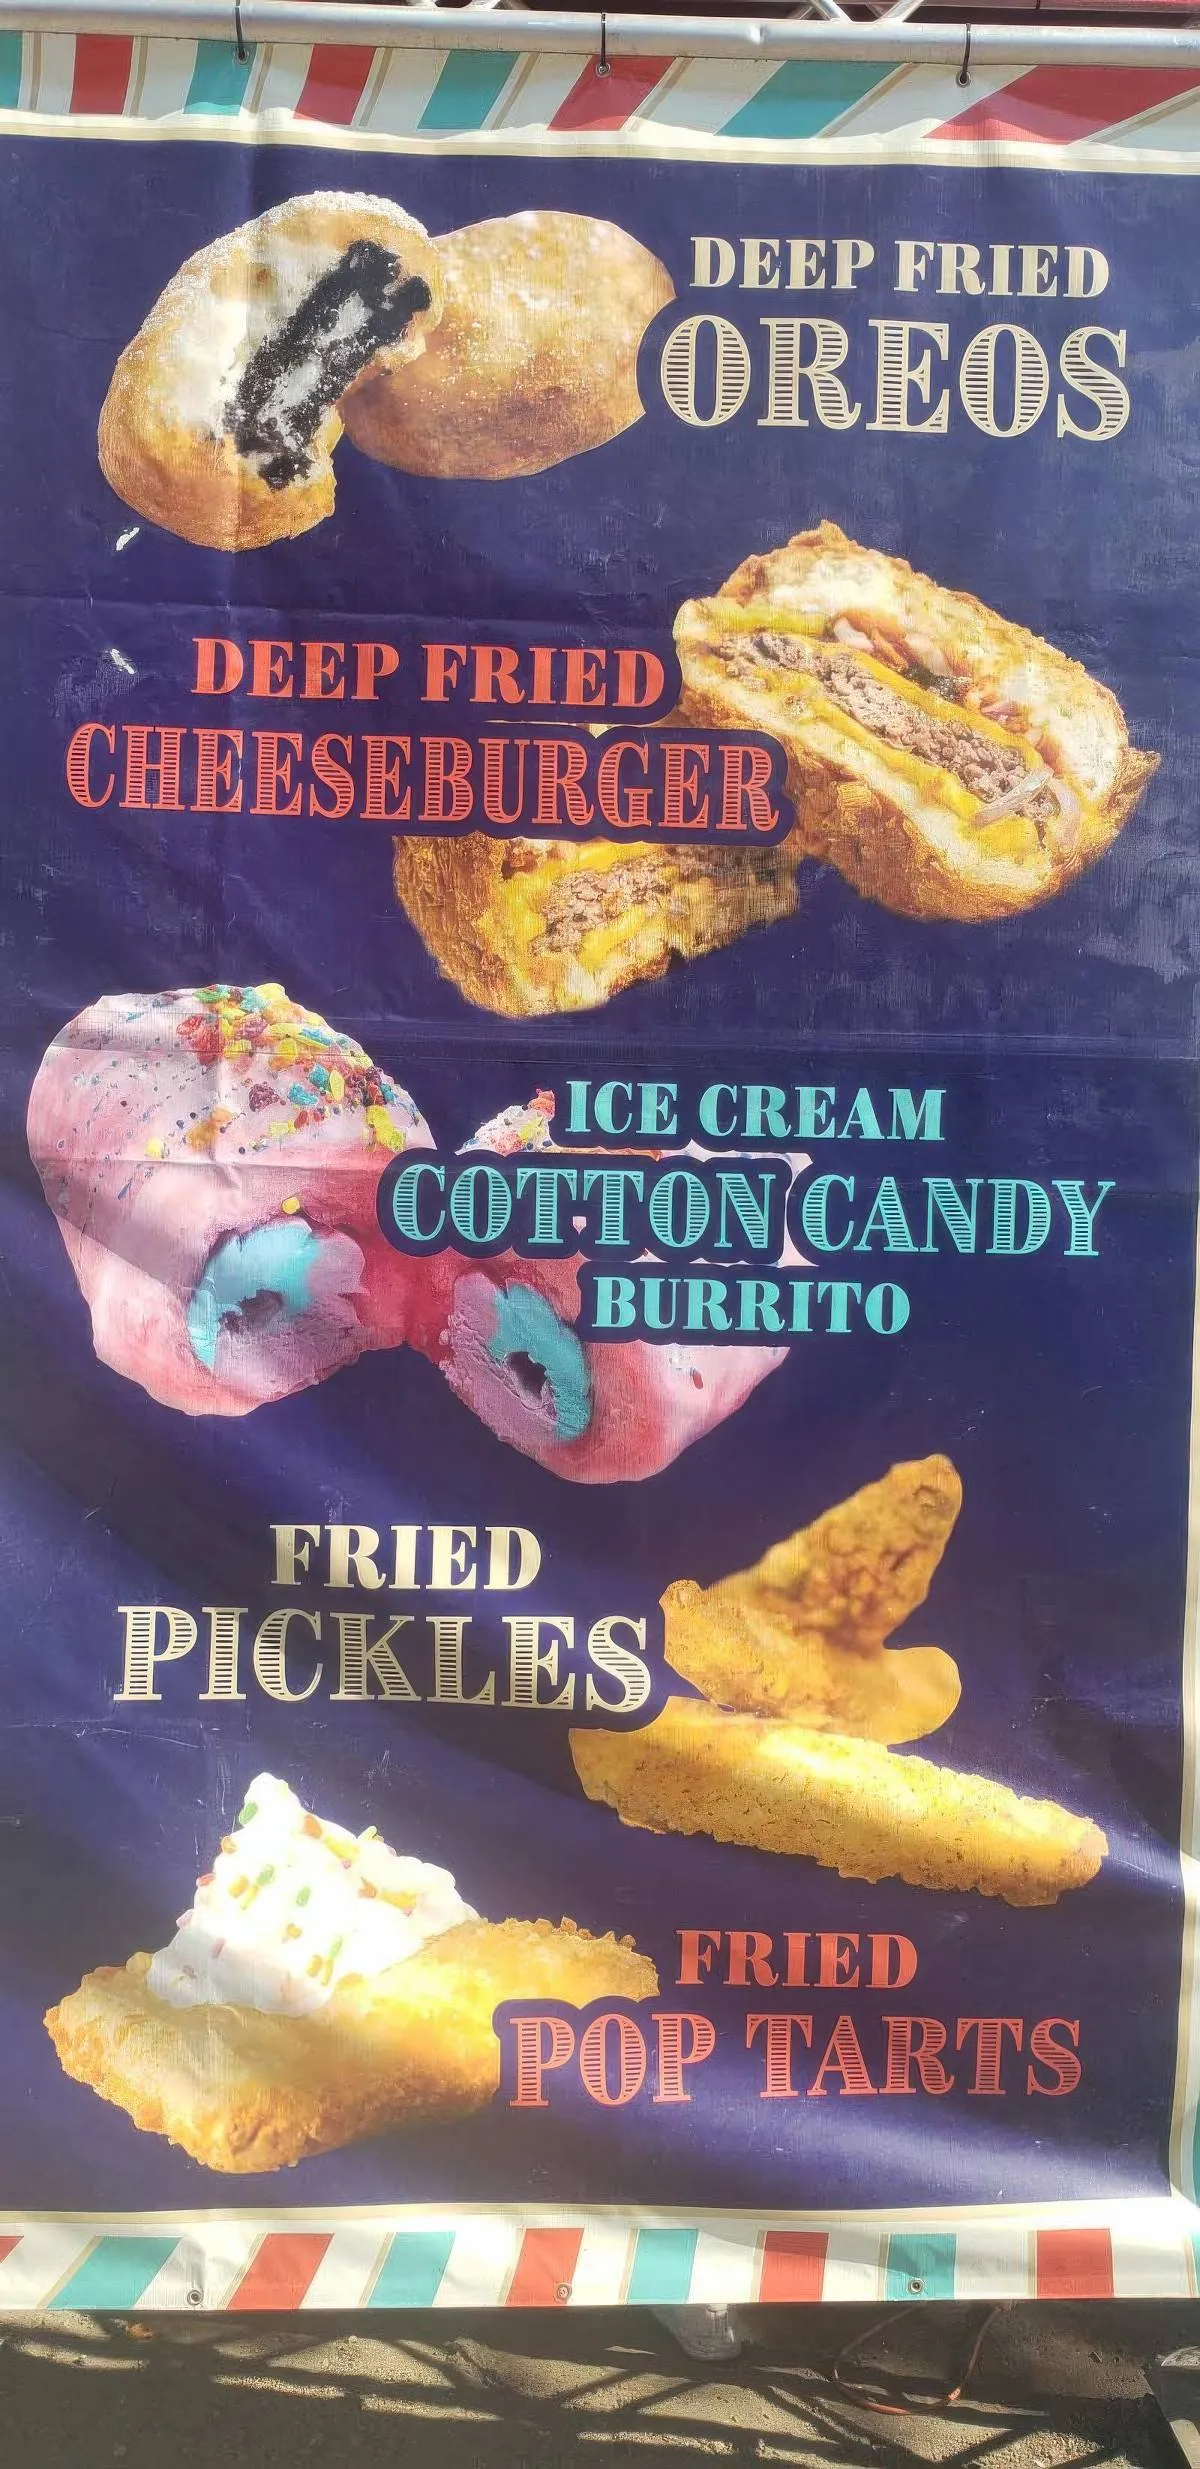 DEEP FRIED
OREOS
DEEP FRIED
CHEESEBURGER
ICE CREAM
COTTON CANDY
BURRITO
FRIED
PICKLES
FRIED
POP TARTS